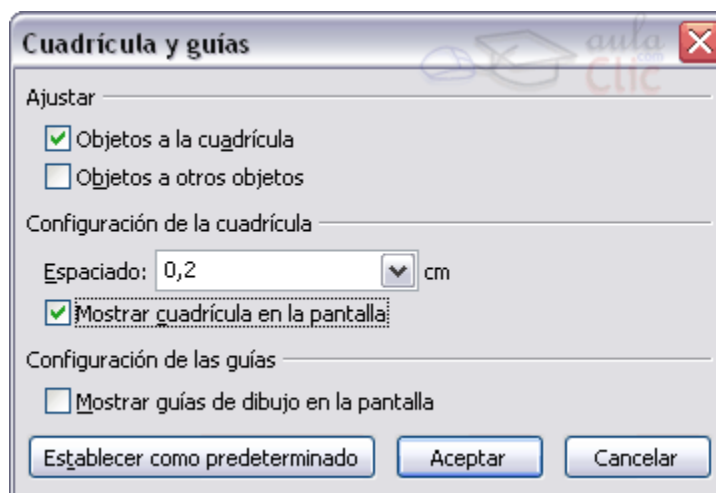 Cuadrícula y guías
aula
.com
Clic
Ajustar
Objetos a la cuadrícula
Objetos a otros objetos
Configuración de la cuadrícula
Espaciado: 0,2 cm
Mostrar cuadrícula en la pantalla
Configuración de las guías
Mostrar guías de dibujo en la pantalla
Establecer como predeterminado Aceptar Cancelar